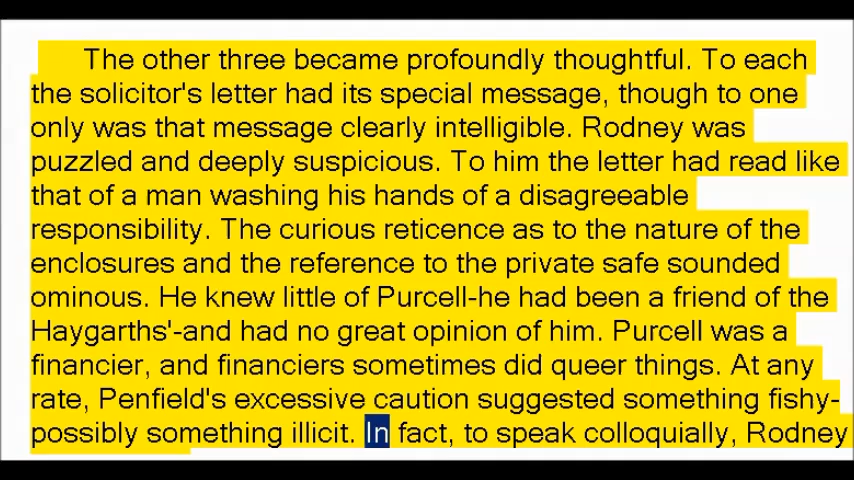 The other three became profoundly thoughtful. To each
the solicitor's letter had its special message, though to one
only was that message clearly intelligible. Rodney was
puzzled and deeply suspicious. To him the letter had read like
that of a man washing his hands of a disagreeable
responsibility. The curious reticence as to the nature of the
enclosures and the reference to the private safe sounded
ominous. He knew little of Purcell-he had been a friend of the
Haygarths'-and had no great opinion of him. Purcell was a
financier, and financiers sometimes did queer things. At any
rate, Penfield's excessive caution suggested something fishy-
possibly something illicit. In fact, to speak colloquially, Rodney